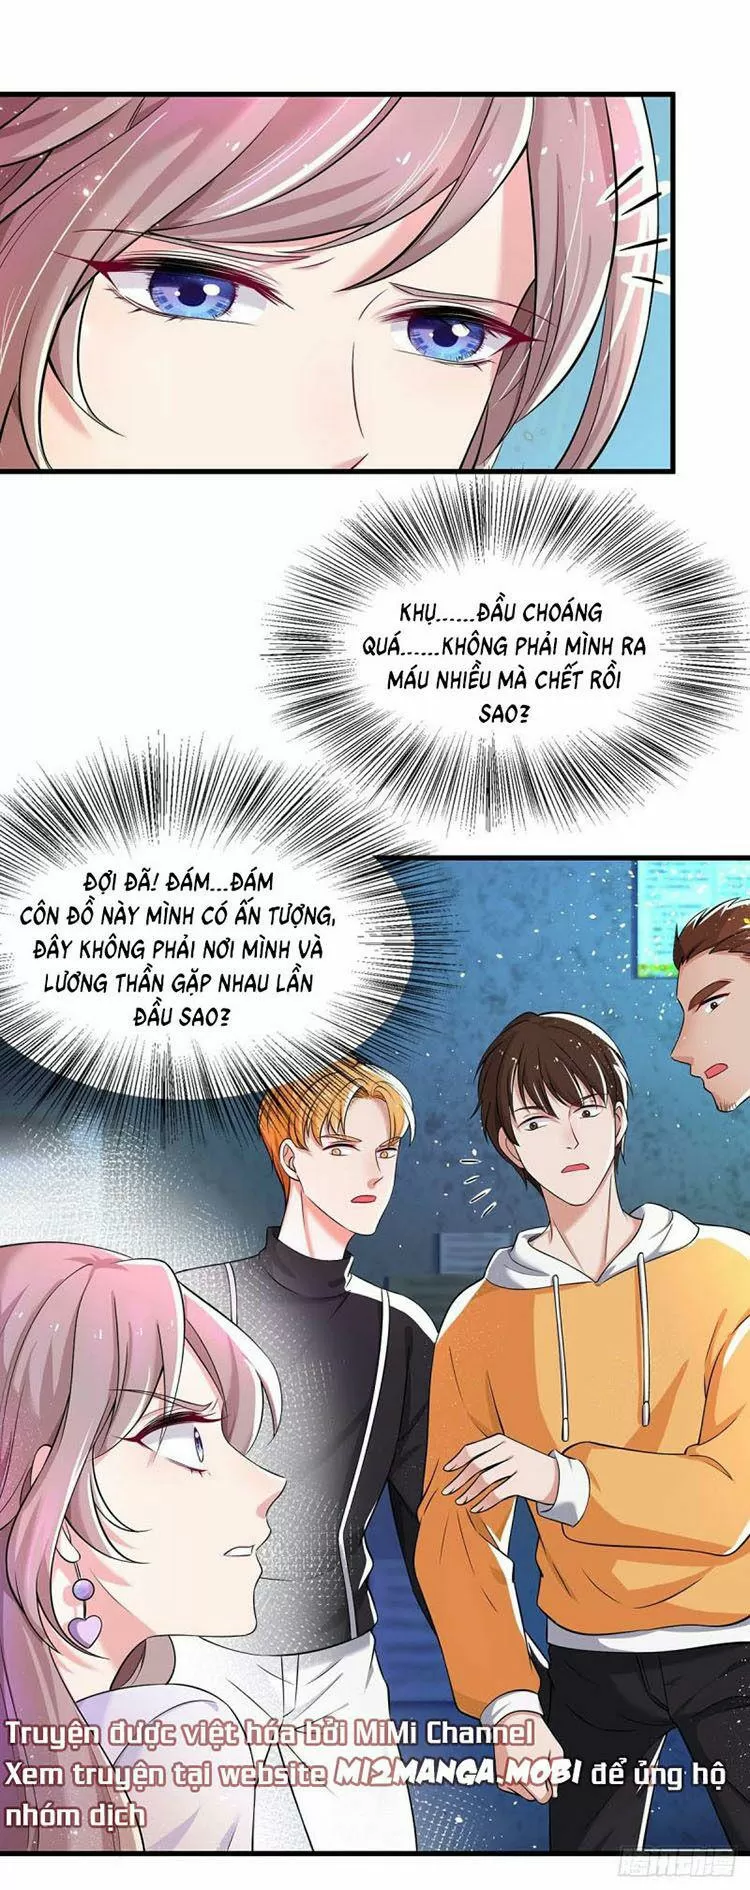 KHỤ......ĐẦU CHOÁNG
QUÁ......KHÔNG PHẢI MÌNH RA
MÁU NHIỀU MÀ CHẾT RỒI
SAO?
ĐỢI ĐÃ! ĐÁM...ĐÁM
CÔN ĐỒ NÀY MÌNH CÓ ẤN TƯỢNG,
ĐÂY KHÔNG PHẢI NƠI MÌNH VÀ
LƯƠNG THẦN GẶP NHAU LẦN
ĐẦU SAO?
Truyện được việt hóa bởi MiMi Channel
Xem truyện tại website MI2MANGA.MOBI để ủng hộ
nhóm dịch